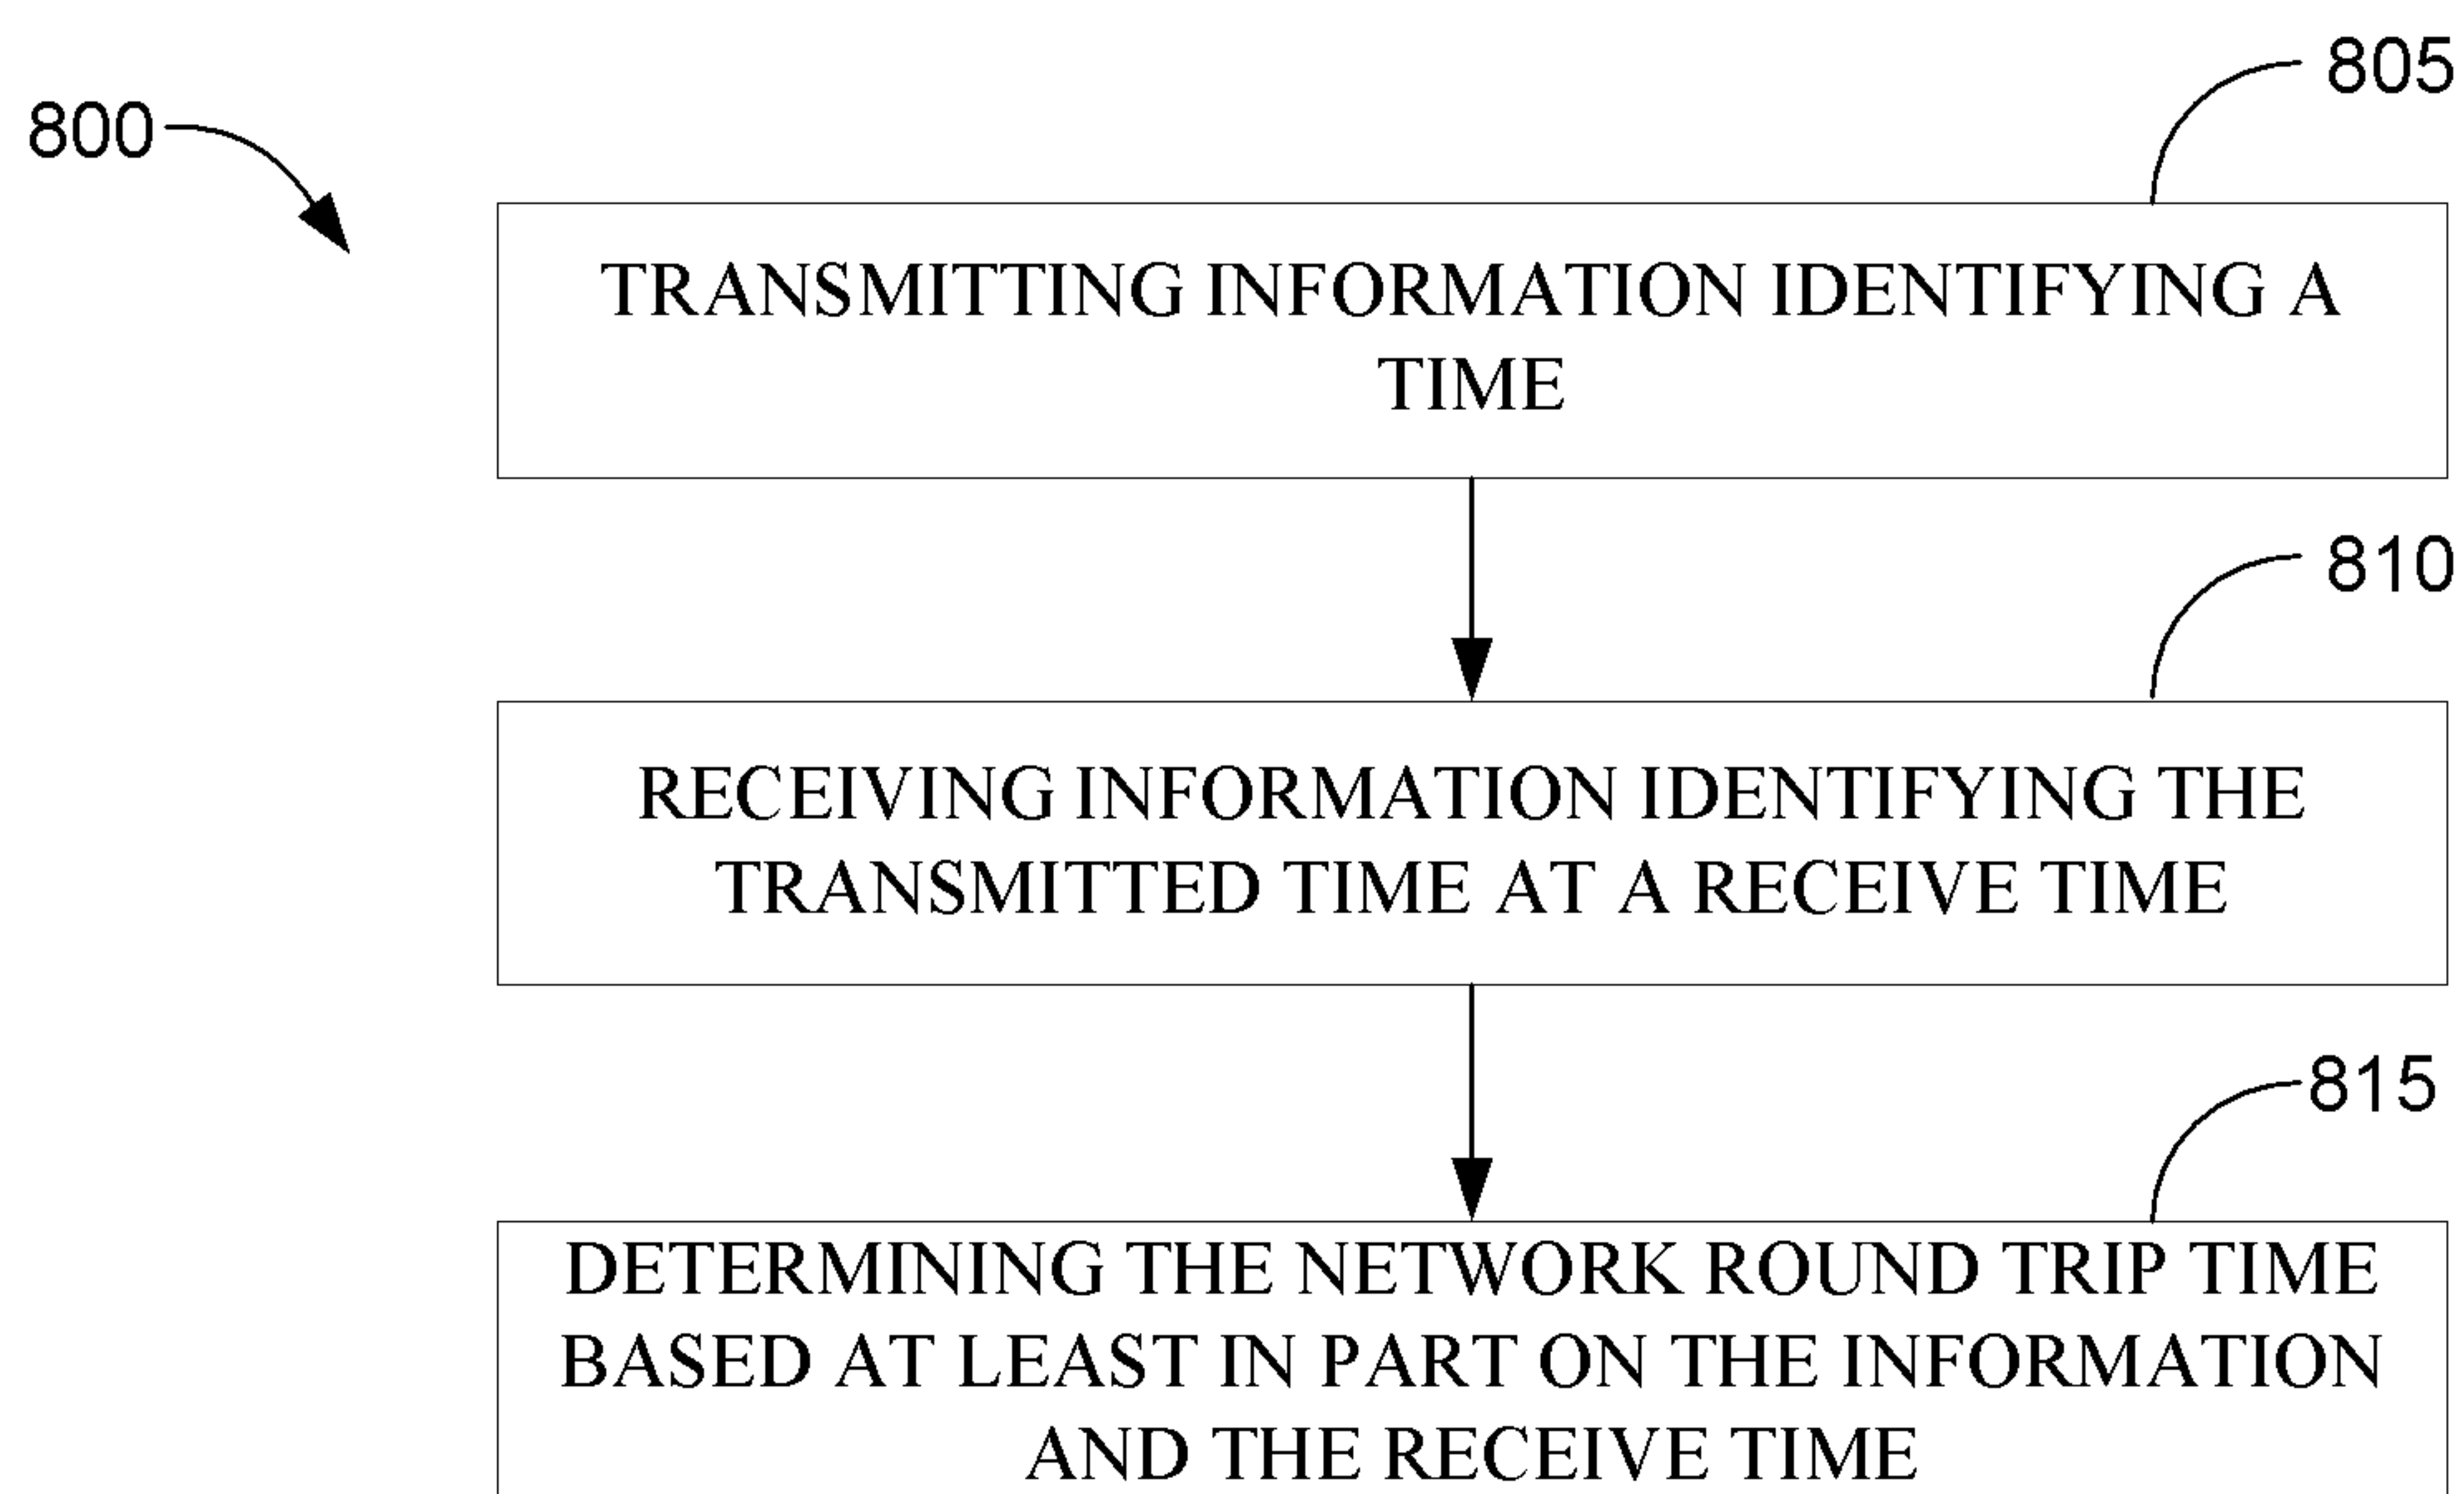 805
800
TRANSMITTING INFORMATION IDENTIFYING A
TIME
810
RECEIVING INFORMATION IDENTIFYING THE
TRANSMITTED TIME AT A RECEIVE TIME
815
DETERMINING THE NETWORK ROUND TRIP TIME
BASED AT LEAST IN PART ON THE INFORMATION
AND THE RECEIVE TIME